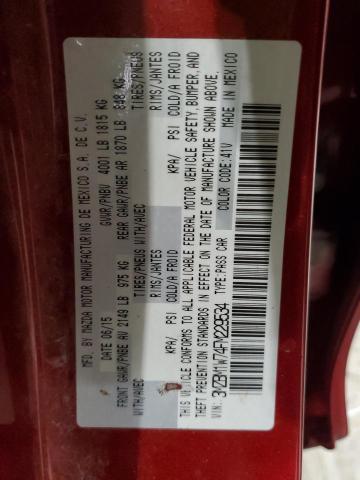 MFD. BY MAZDA MOTOR MANUFACTURING DE MEXICO S.A. DE C.V.
DATE 06/15 GVWR/PNBV 4001 LB 1815 KG
FRONT GAWR/PNBE AV 2149 LB 975 KG REAR GAWR/PNBE AR 1870 LB 848 KG
WITH/AVEC TIRES/PNEUS WITH/AVEC TIRES/PNEUS
RIMS/JANTES RIMS/JANTES
KPA/ PSI COLD/A FROID KPA/ PSI COLD/A FROID
THIS VEHICLE CONFORMS TO ALL APPLICABLE FEDERAL MOTOR VEHICLE SAFETY, BUMPER, AND
THEFT PREVENTION STANDARDS IN EFFECT ON THE DATE OF MANUFACTURE SHOWN ABOVE.
VIN: 3MZBM1W74FM229534 TYPE:PASS CAR COLOR CODE:41V MADE IN MEXICO